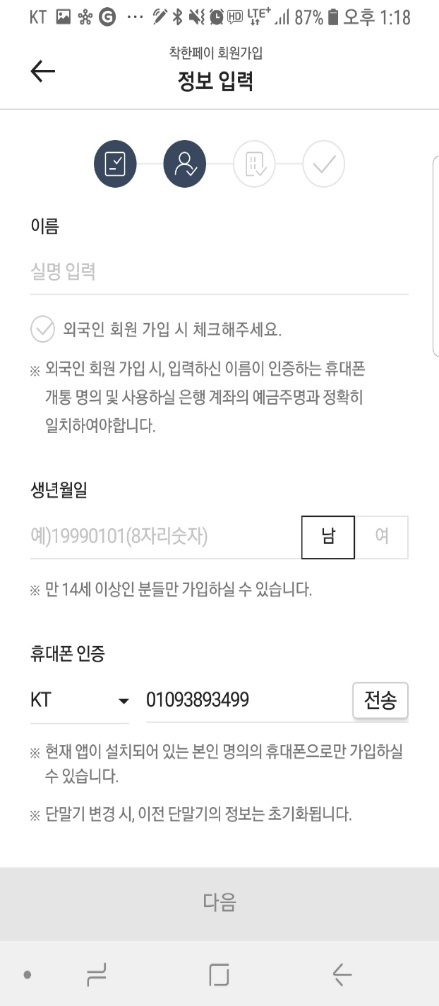 KT ... HD LTE+ 87% 오후 1:18
착한페이 회원가입
정보 입력
이름
실명 입력
외국인 회원 가입 시 체크해주세요.
※ 외국인 회원 가입 시, 입력하신 이름이 인증하는 휴대폰
개통 명의 및 사용하실 은행 계좌의 예금주명과 정확히
일치하여야합니다.
생년월일
예)19990101(8자리숫자) 남 여
※ 만 14세 이상인 분들만 가입하실 수 있습니다.
휴대폰 인증
KT 01093893499 전송
※ 현재 앱이 설치되어 있는 본인 명의의 휴대폰으로만 가입하실
수 있습니다.
※ 단말기 변경 시, 이전 단말기의 정보는 초기화됩니다.
다음